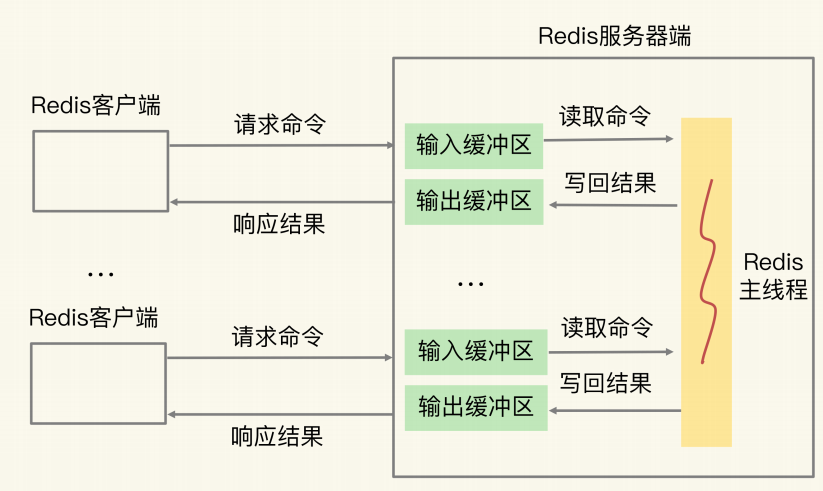 Redis服务器端
Redis客户端
请求命令
输入缓冲区
读取命令
输出缓冲区
写回结果
响应结果
...
...
Redis
主线程
Redis客户端
请求命令
输入缓冲区
读取命令
输出缓冲区
写回结果
响应结果